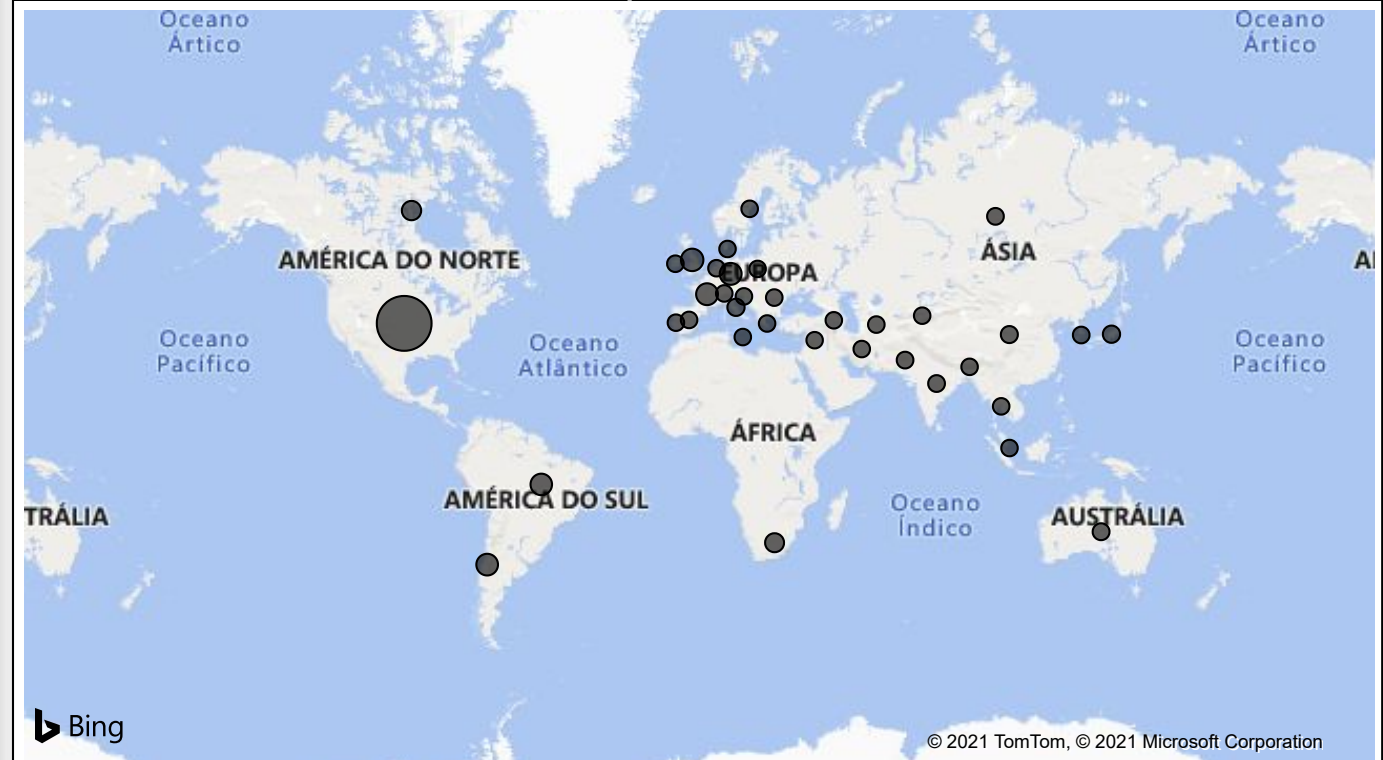 Oceano
Ártico
Oceano
Ártico
AMÉRICA DO NORTE
EUROPA
ÁSIA
AI
Oceano
Pacífico
Oceano
Atlântico
Oceano
Pacífico
ÁFRICA
AMÉRICA DO SUL
Oceano
Índico
TRÁLIA
AUSTRÁLIA
Bing
© 2021 TomTom, © 2021 Microsoft Corporation